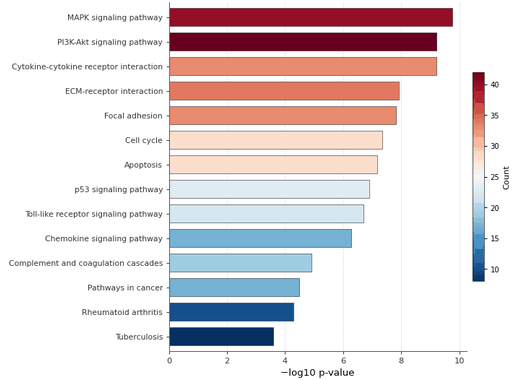 MAPK signaling pathway
PI3K-Akt signaling pathway
Cytokine-cytokine receptor interaction
ECM-receptor interaction
Focal adhesion
Cell cycle
Apoptosis
p53 signaling pathway
Toll-like receptor signaling pathway
Chemokine signaling pathway
Complement and coagulation cascades
Pathways in cancer
Rheumatoid arthritis
Tuberculosis
0 2 4 6 8 10
−log10 p-value
40
35
30
25
20
15
10
Count